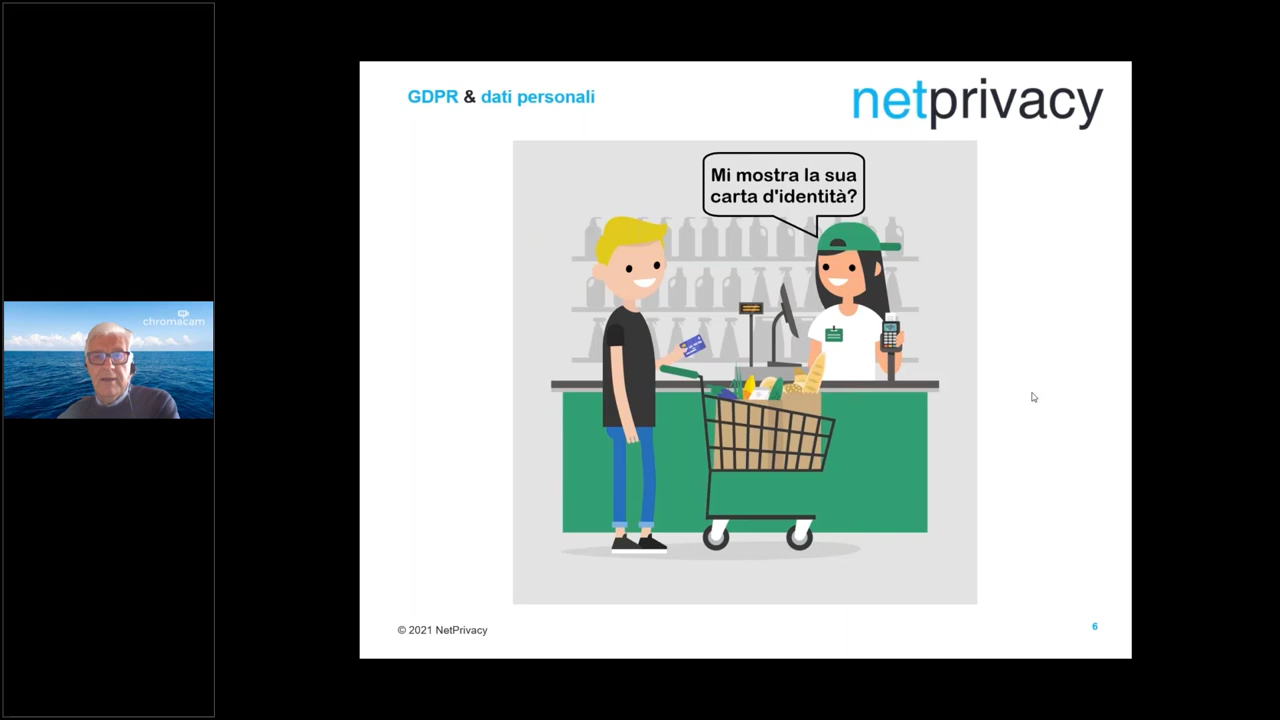 GDPR & dati personali
netprivacy
Mi mostra la sua
carta d'identità?
chromacam
© 2021 NetPrivacy
6